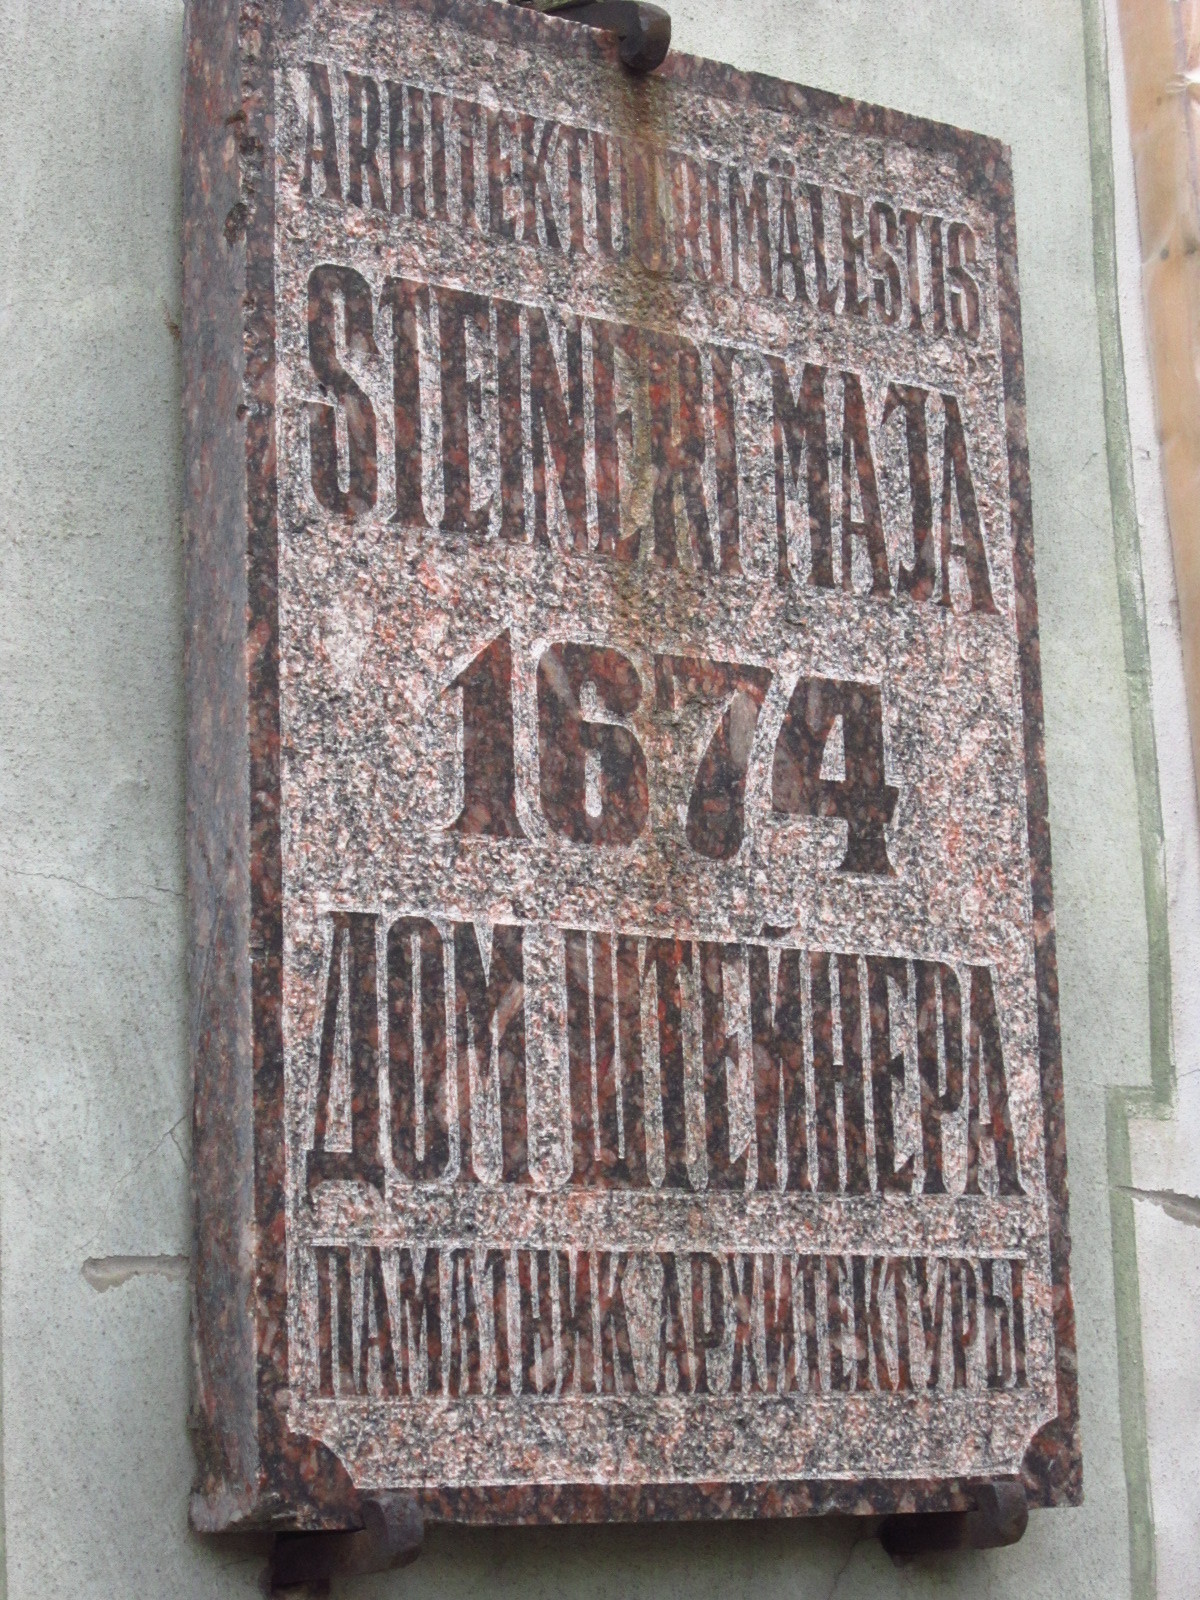 ARHITEKTUURIMÄLESTIS
STEINERI MAJA
1674
ДОМ ШТЕЙНЕРА
ПАМЯТНИК АРХИТЕКТУРЫ